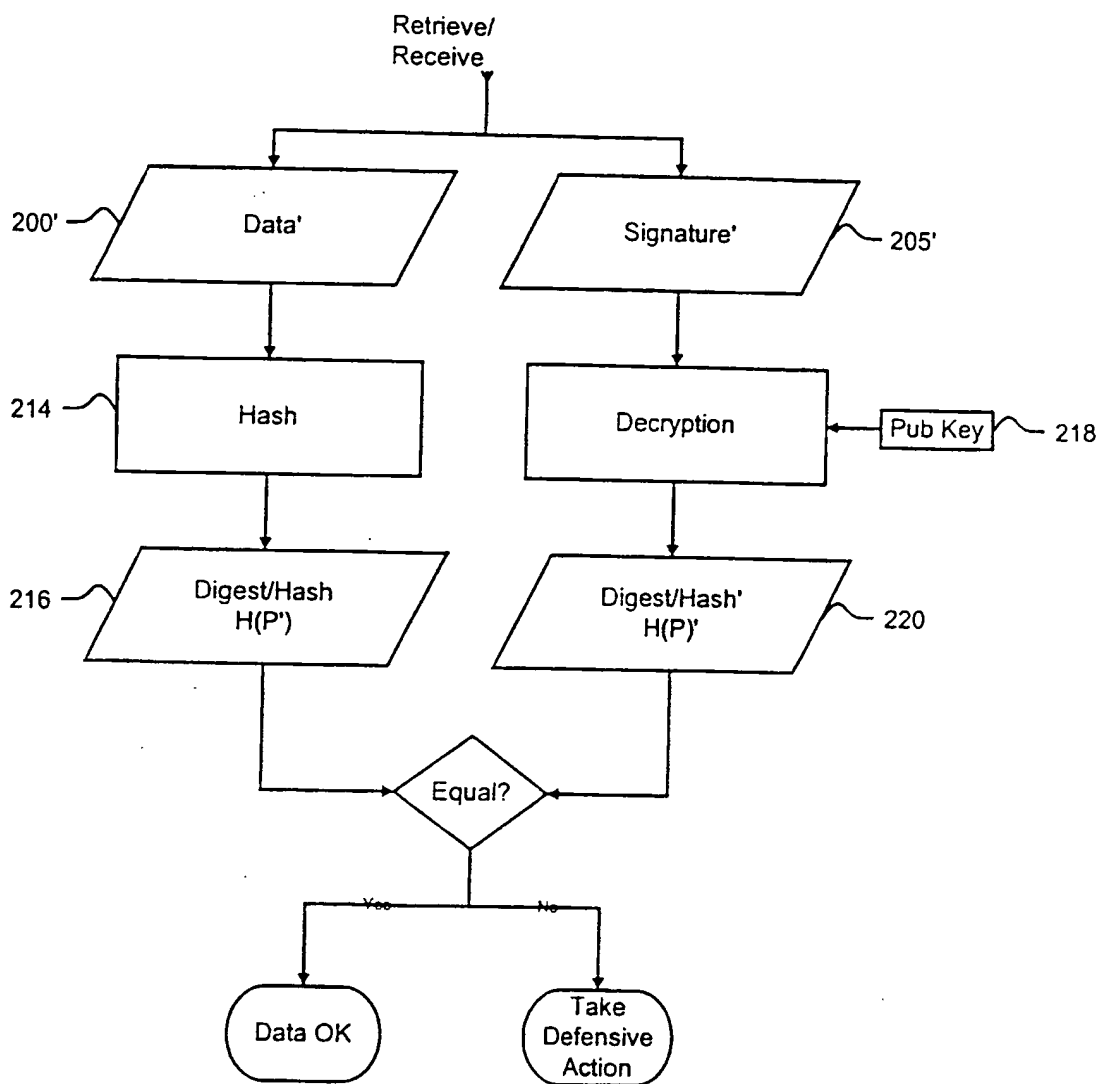 Retrieve/
Receive
200'
Data'
Signature'
205'
214
Hash
Decryption
Pub Key
218
216
Digest/Hash
H(P')
Digest/Hash'
H(P)'
220
Equal?
Yes
No
Data OK
Take
Defensive
Action